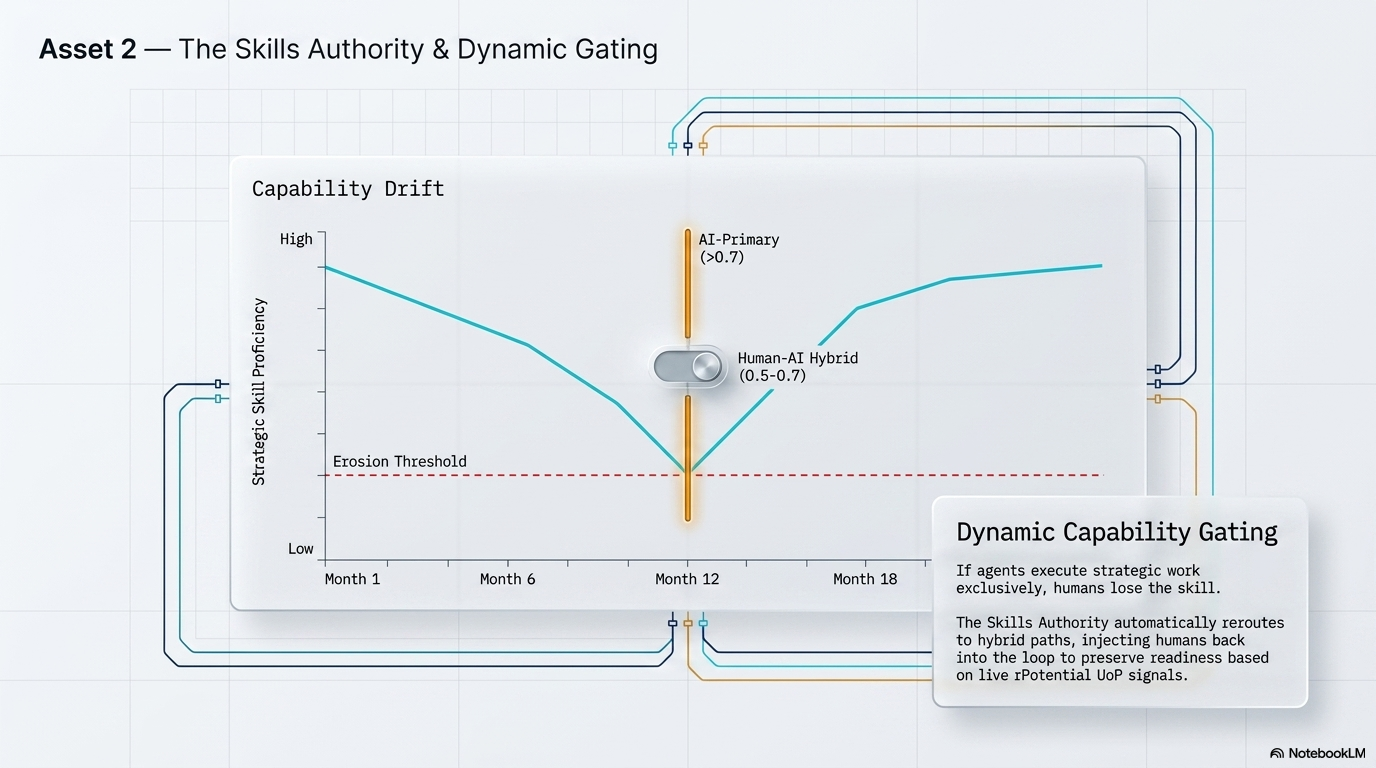 Asset 2 — The Skills Authority & Dynamic Gating
Capability Drift
High
Strategic Skill Proficiency
Low
Erosion Threshold
AI-Primary
(>0.7)
Human-AI Hybrid
(0.5-0.7)
Month 1
Month 6
Month 12
Month 18
Dynamic Capability Gating
If agents execute strategic work
exclusively, humans lose the skill.
The Skills Authority automatically reroutes
to hybrid paths, injecting humans back
into the loop to preserve readiness based
on live rPotential UoP signals.
NotebookLM